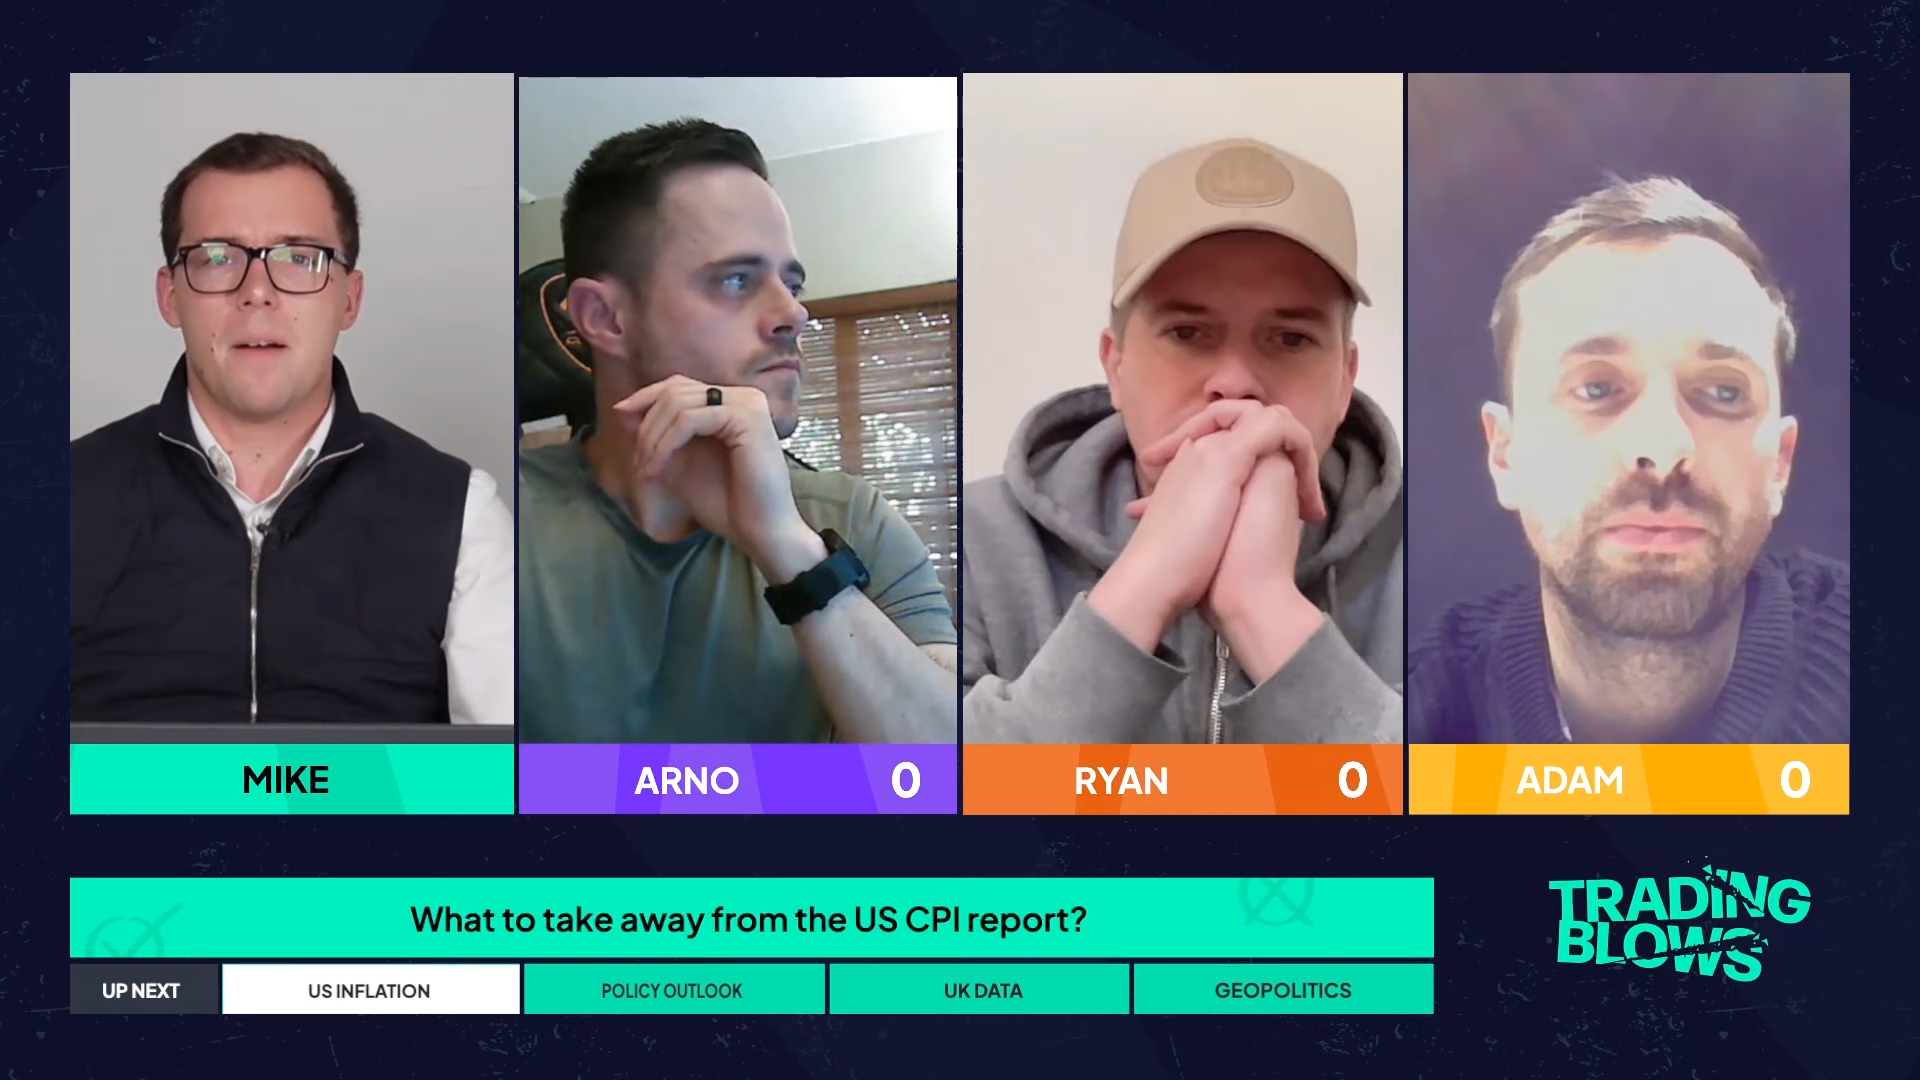 MIKE
ARNO 0
RYAN 0
ADAM 0
What to take away from the US CPI report?
UP NEXT
US INFLATION
POLICY OUTLOOK
UK DATA
GEOPOLITICS
TRADING
BLOWS